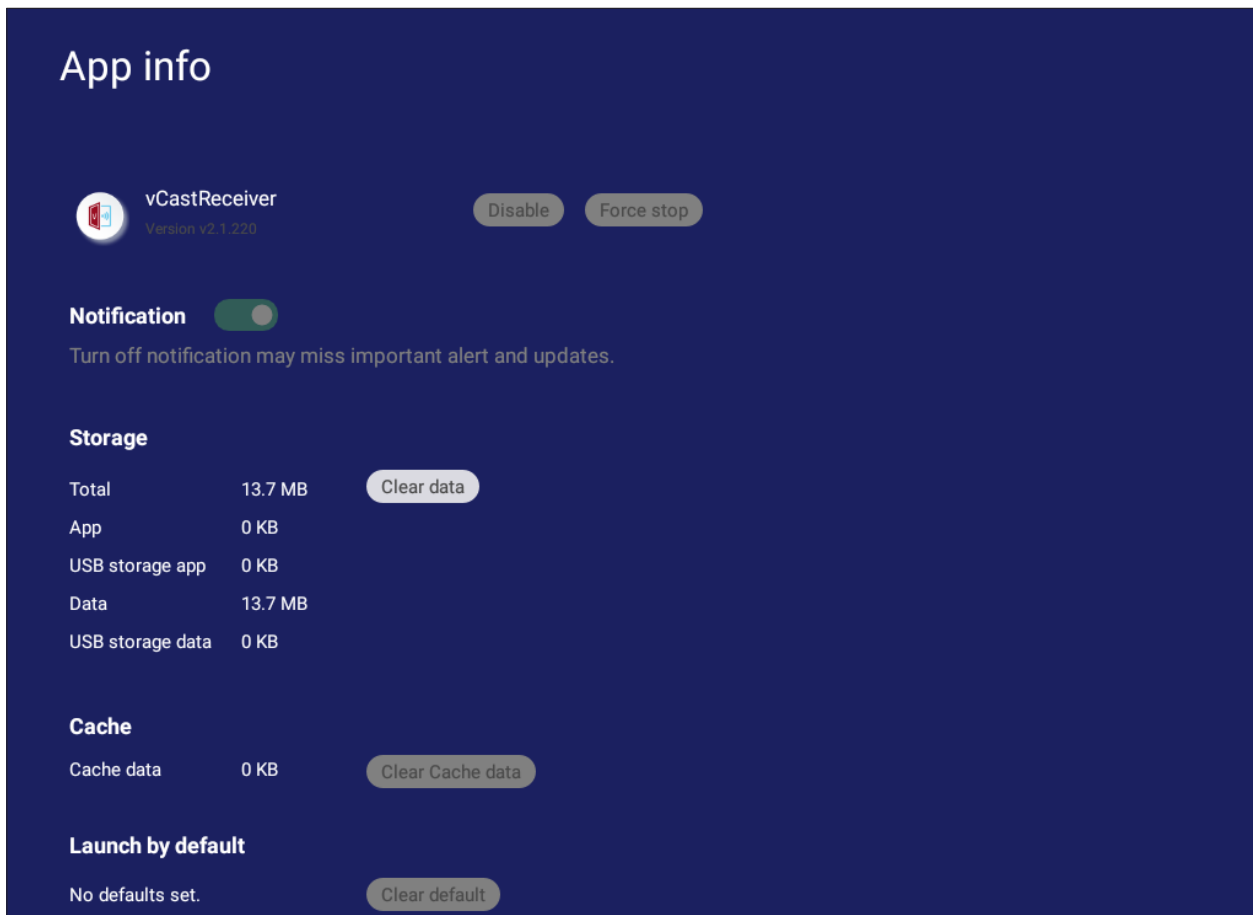 App info
vCastReceiver
Version v2.1.220
Disable
Force stop
Notification
Turn off notification may miss important alert and updates.
Storage
Total 13.7 MB Clear data
App 0 KB
USB storage app 0 KB
Data 13.7 MB
USB storage data 0 KB
Cache
Cache data 0 KB Clear Cache data
Launch by default
No defaults set. Clear default